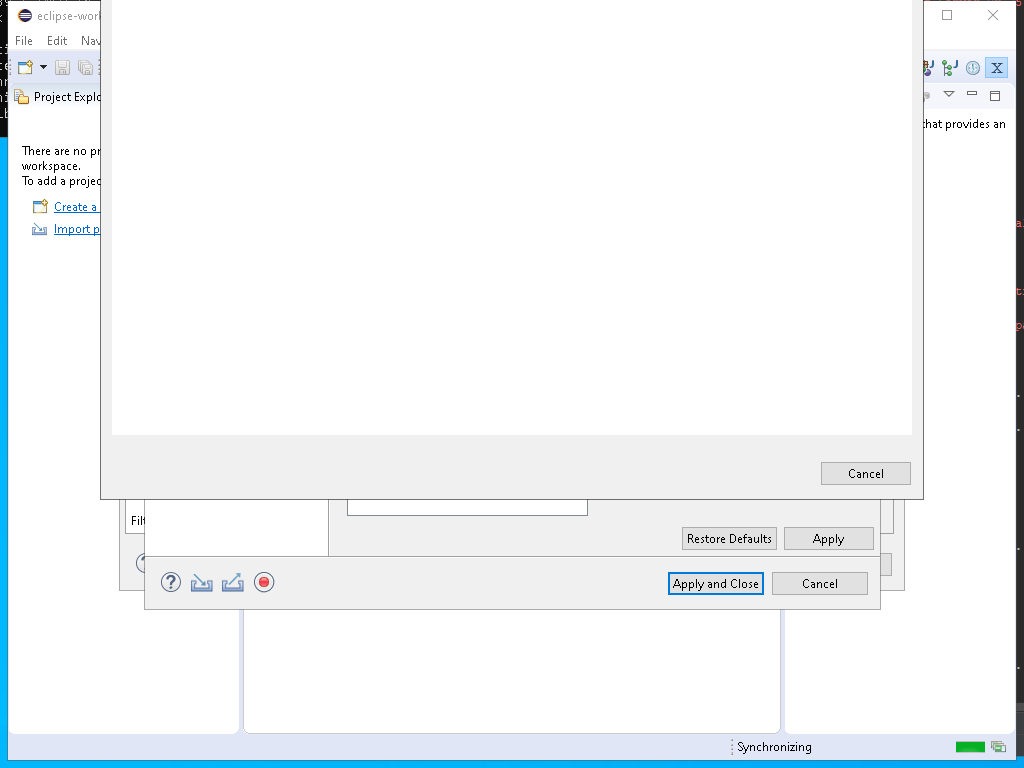 eclipse-work
File Edit Nav
Project Explo
There are no pr
workspace.
To add a projec
Create a
Import p
that provides an
Cancel
Filt
Restore Defaults Apply
Apply and Close Cancel
Synchronizing